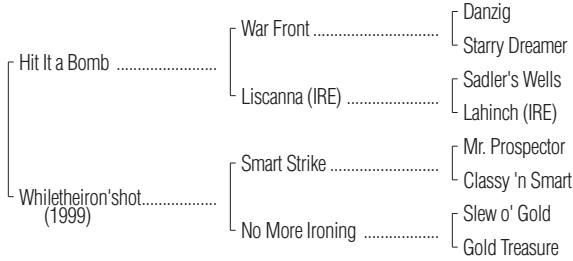 Danzig
War Front ............................
Starry Dreamer
Hit It a Bomb ......................
Sadler's Wells
Liscanna (IRE) ....................
Lahinch (IRE)
Mr. Prospector
Smart Strike ........................
Classy 'n Smart
Whiletheiron'shot................
(1999)
Slew o' Gold
No More Ironing ................
Gold Treasure